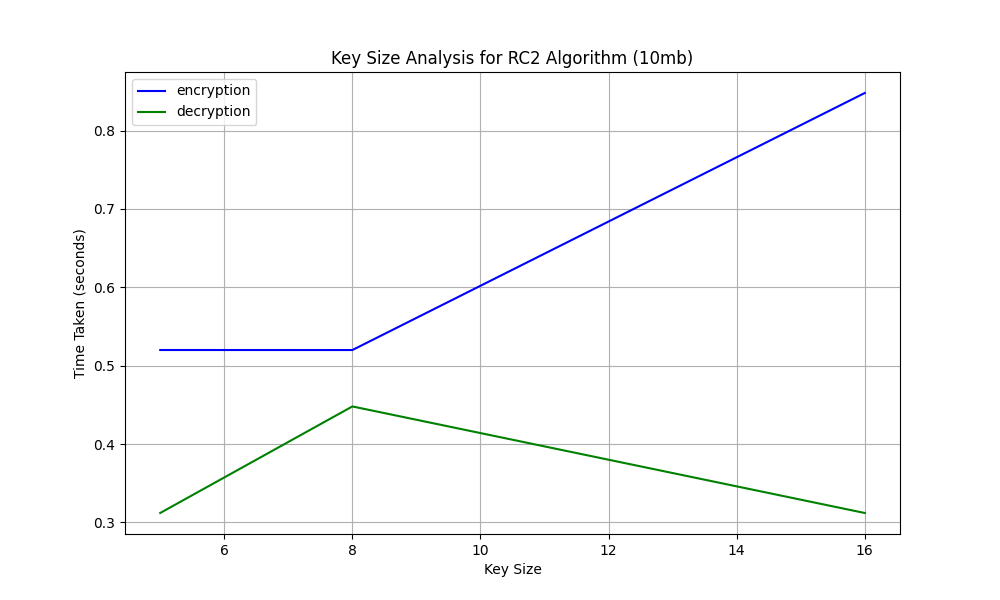 Key Size Analysis for RC2 Algorithm (10mb)
encryption
decryption
Time Taken (seconds)
0.8
0.7
0.6
0.5
0.4
0.3
6 8 10 12 14 16
Key Size